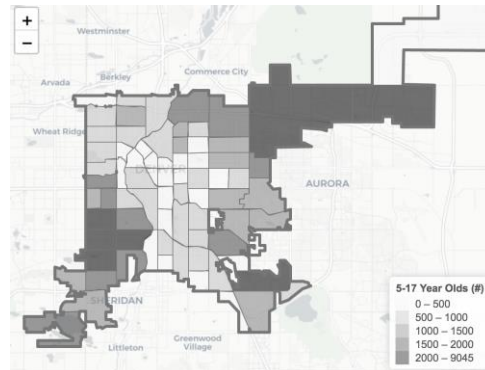 +
Westminster
−
Commerce City
Arvada
Berkley
Wheat Ridge
DENVER
AURORA
SHERIDAN
5-17 Year Olds (#)
0 – 500
500 – 1000
1000 – 1500
1500 – 2000
2000 – 9045
Greenwood
Village
Littleton